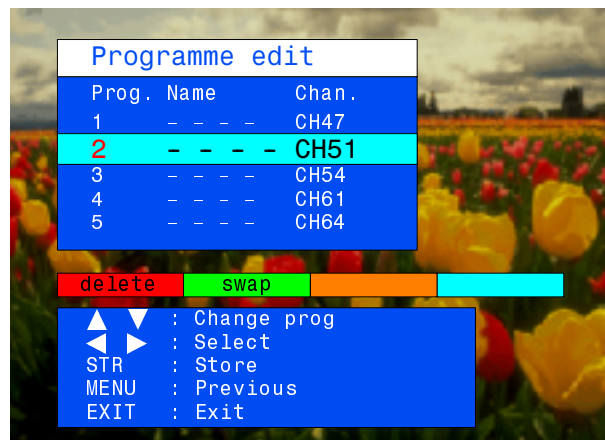 Programme edit
Prog. Name Chan.
1 – – – – CH47
2 – – – – CH51
3 – – – – CH54
4 – – – – CH61
5 – – – – CH64
delete swap
▲ ▼ : Change prog
◀ ▶ : Select
STR : Store
MENU : Previous
EXIT : Exit